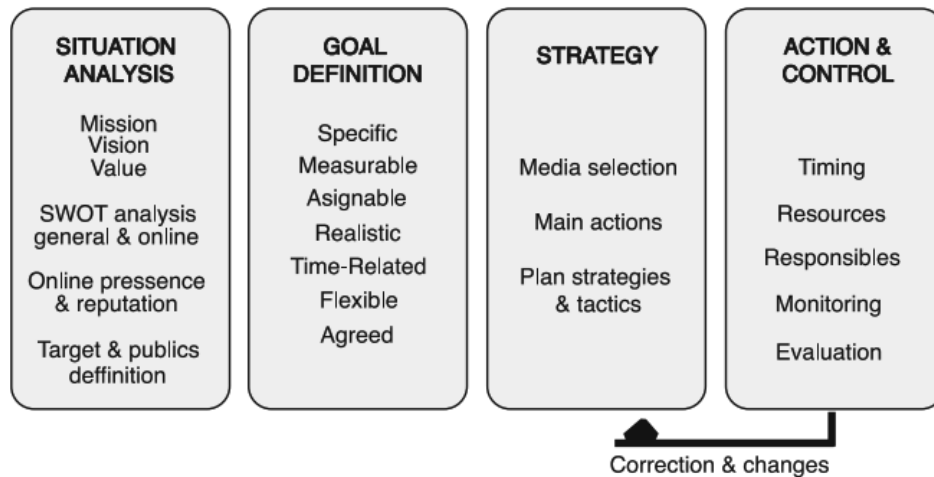 SITUATION
ANALYSIS
Mission
Vision
Value
SWOT analysis
general & online
Online pressence
& reputation
Target & publics
deffinition
GOAL
DEFINITION
Specific
Measurable
Asignable
Realistic
Time-Related
Flexible
Agreed
STRATEGY
Media selection
Main actions
Plan strategies
& tactics
ACTION &
CONTROL
Timing
Resources
Responsibles
Monitoring
Evaluation
Correction & changes